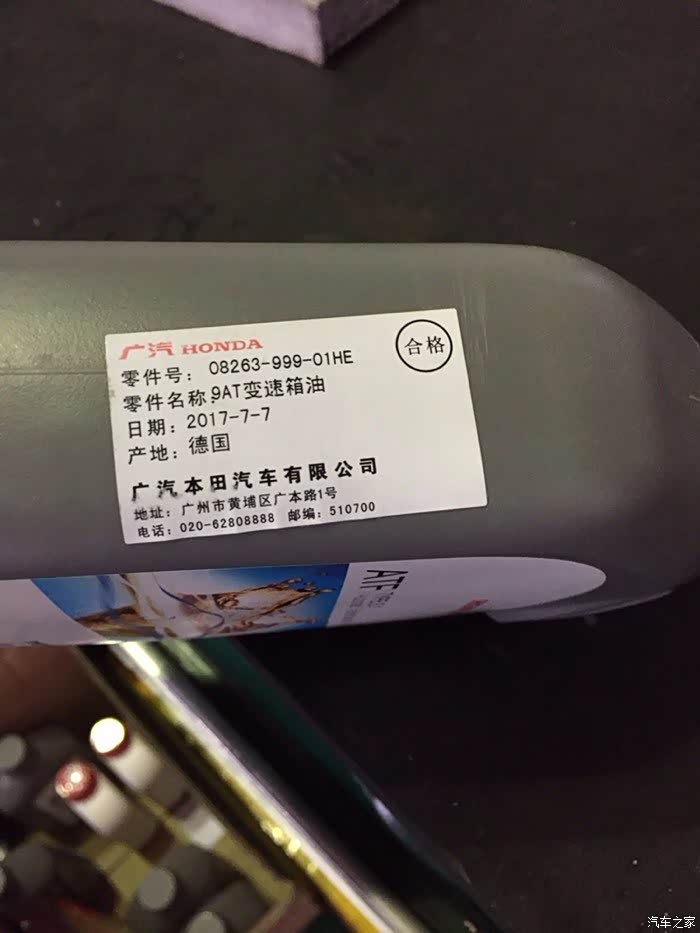 广汽 HONDA
合格
零件号: 08263-999-01HE
零件名称:9AT变速箱油
日期: 2017-7-7
产地: 德国
广汽本田汽车有限公司
地址: 广州市黄埔区广本路1号
电话: 020-62808888 邮编: 510700
ATF
汽车之家